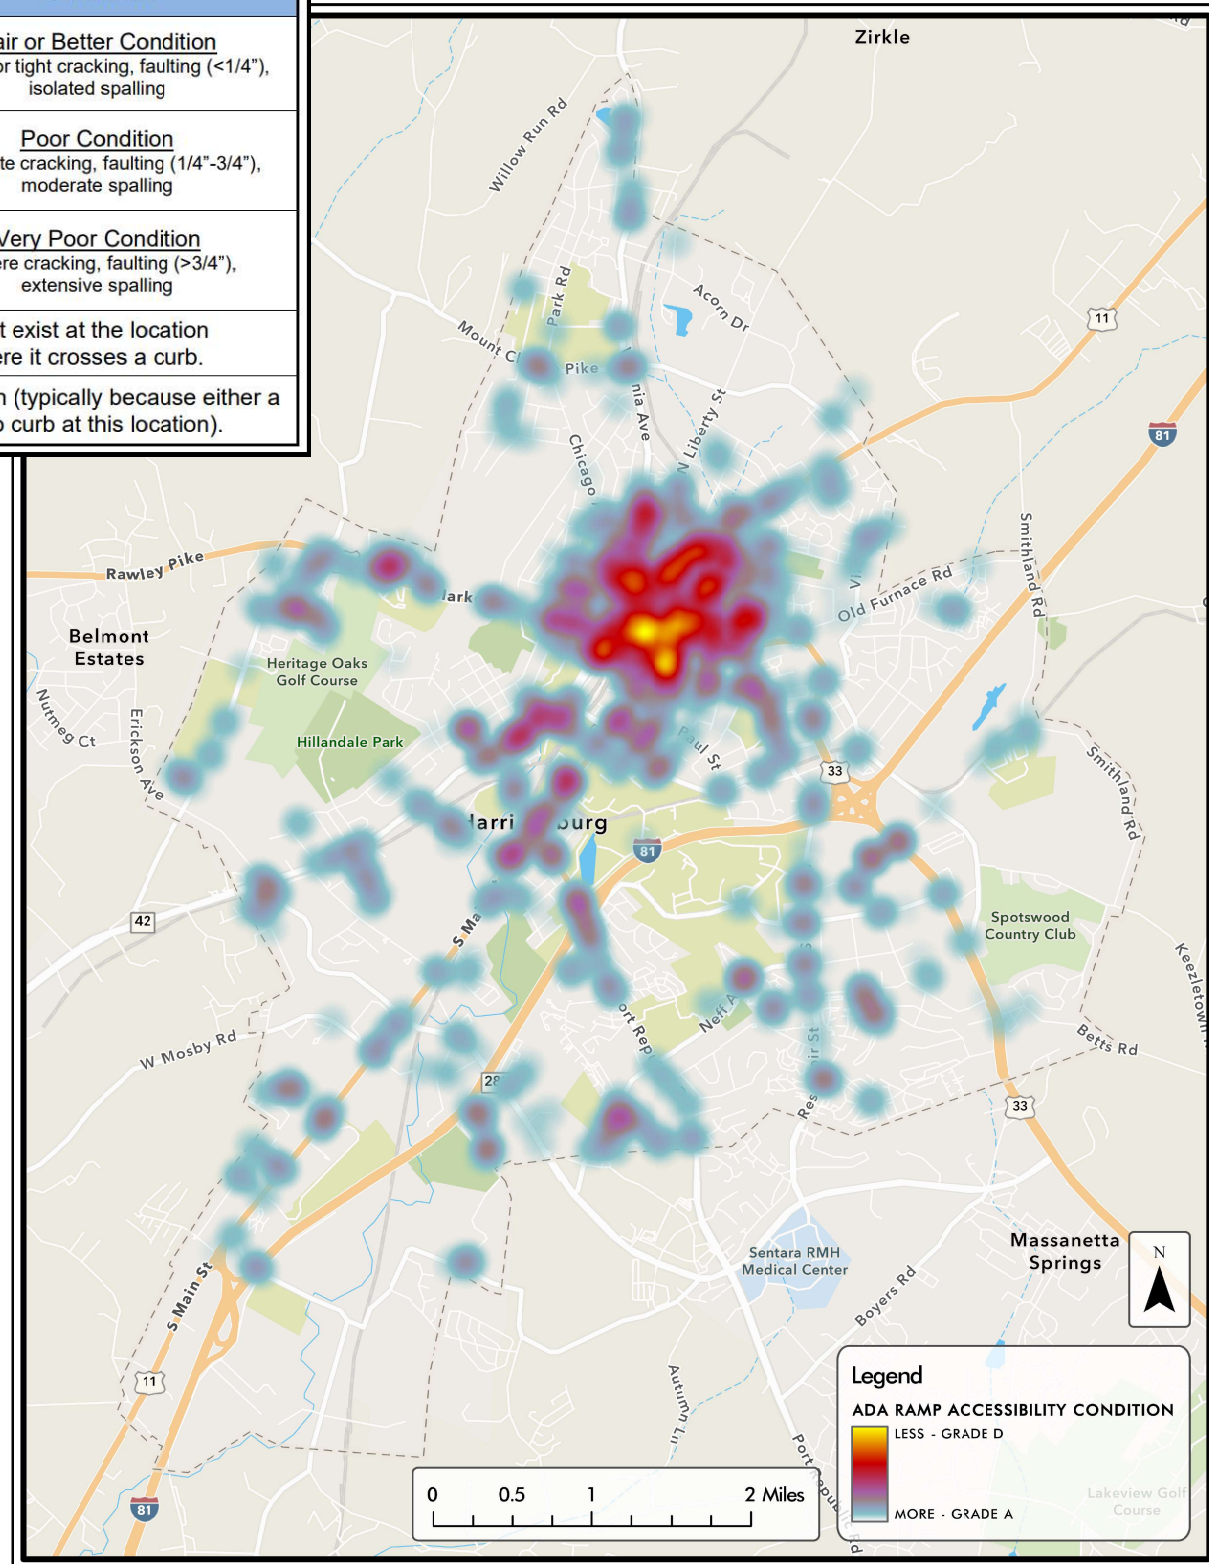 air or Better Condition
or tight cracking, faulting (<1/4"),
isolated spalling
Poor Condition
te cracking, faulting (1/4"-3/4"),
moderate spalling
Very Poor Condition
ere cracking, faulting (>3/4"),
extensive spalling
t exist at the location
ere it crosses a curb.
n (typically because either a
o curb at this location).
Zirkle
Willow Run Rd
Park Rd
Acorn Dr
11
Mount C
Pike
nia Ave
N Liberty St
Chicago
81
Rawley Pike
Smithland Rd
Old Furnace Rd
Vi
ark
Belmont
Estates
Heritage Oaks
Golf Course
Nutmeg Ct
Erickson Ave
Hillandale Park
Paul St
33
Smithland Rd
Harri
burg
81
42
S Ma
Spotswood
Country Club
Keezletown
S
Neff A
ort Rep
W Mosby Rd
Betts Rd
ir St
28
Res
33
Massanetta
Springs
Sentara RMH
Medical Center
N
S Main St
Boyers Rd
11
Autumn Ln
Port Republic Rd
81
Legend
ADA RAMP ACCESSIBILITY CONDITION
LESS - GRADE D
MORE - GRADE A
0 0.5 1 2 Miles
Lakeview Golf
Course